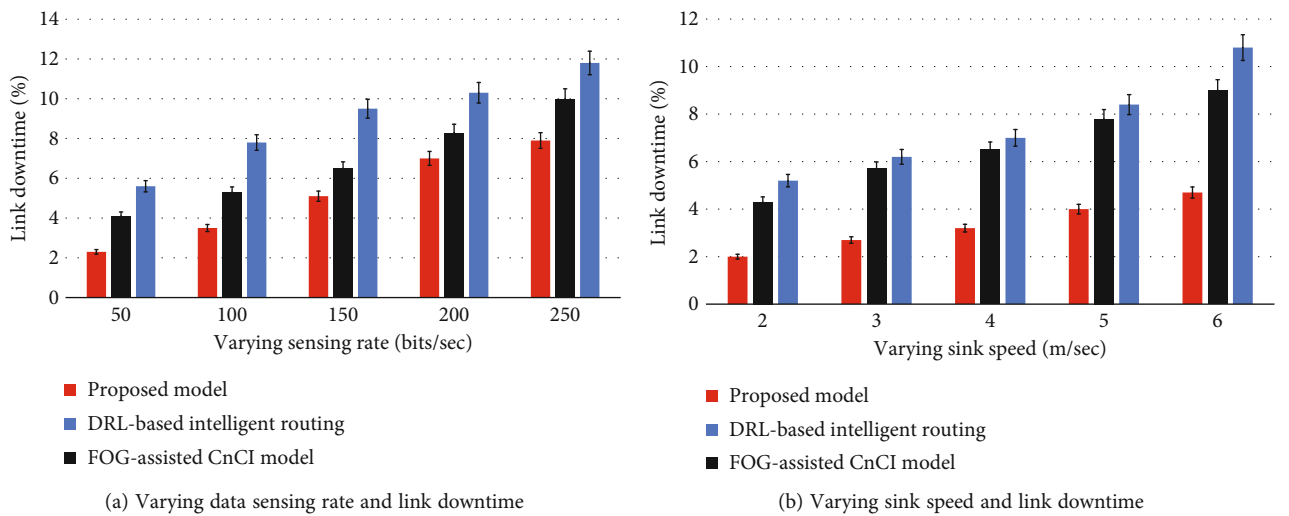 14
12
10
8
6
4
2
0
Link downtime (%)
50 100 150 200 250
Varying sensing rate (bits/sec)
Proposed model
DRL-based intelligent routing
FOG-assisted CnCI model
(a) Varying data sensing rate and link downtime
12
10
8
6
4
2
0
Link downtime (%)
2 3 4 5 6
Varying sink speed (m/sec)
Proposed model
DRL-based intelligent routing
FOG-assisted CnCI model
(b) Varying sink speed and link downtime